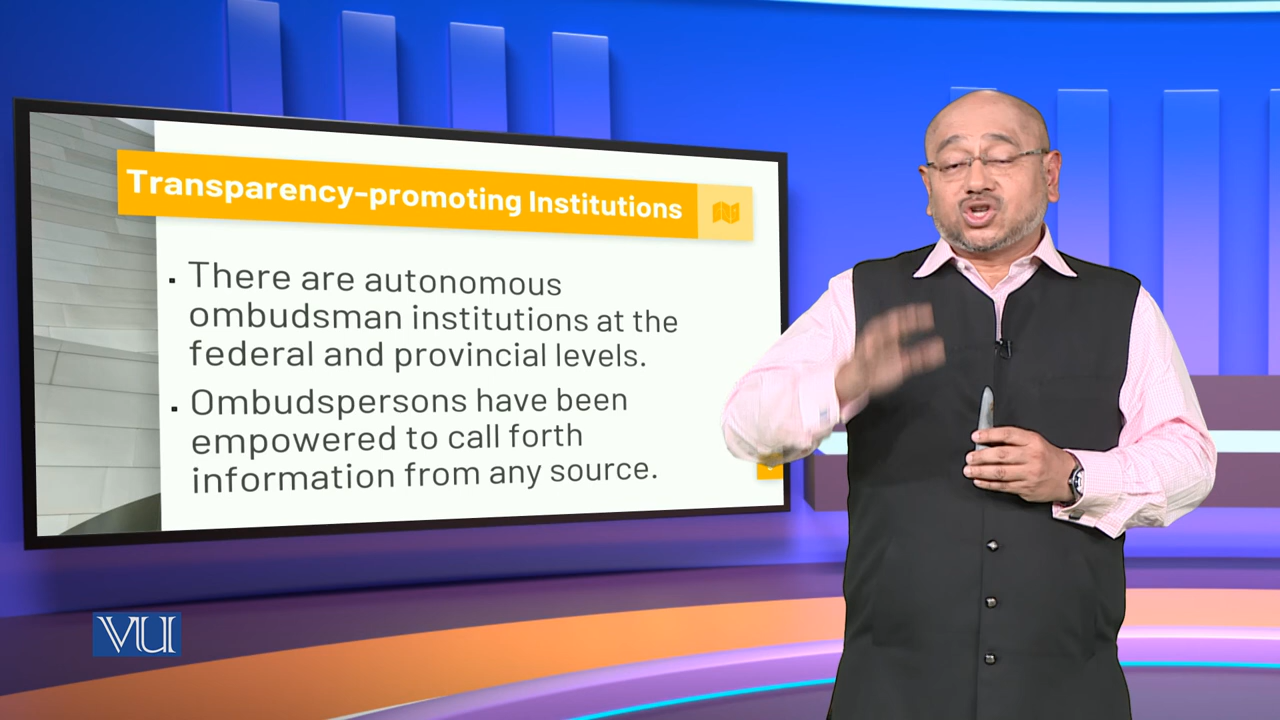 Transparency-promoting Institutions
▪ There are autonomous
ombudsman institutions at the
federal and provincial levels.
▪ Ombudspersons have been
empowered to call forth
information from any source.
VU